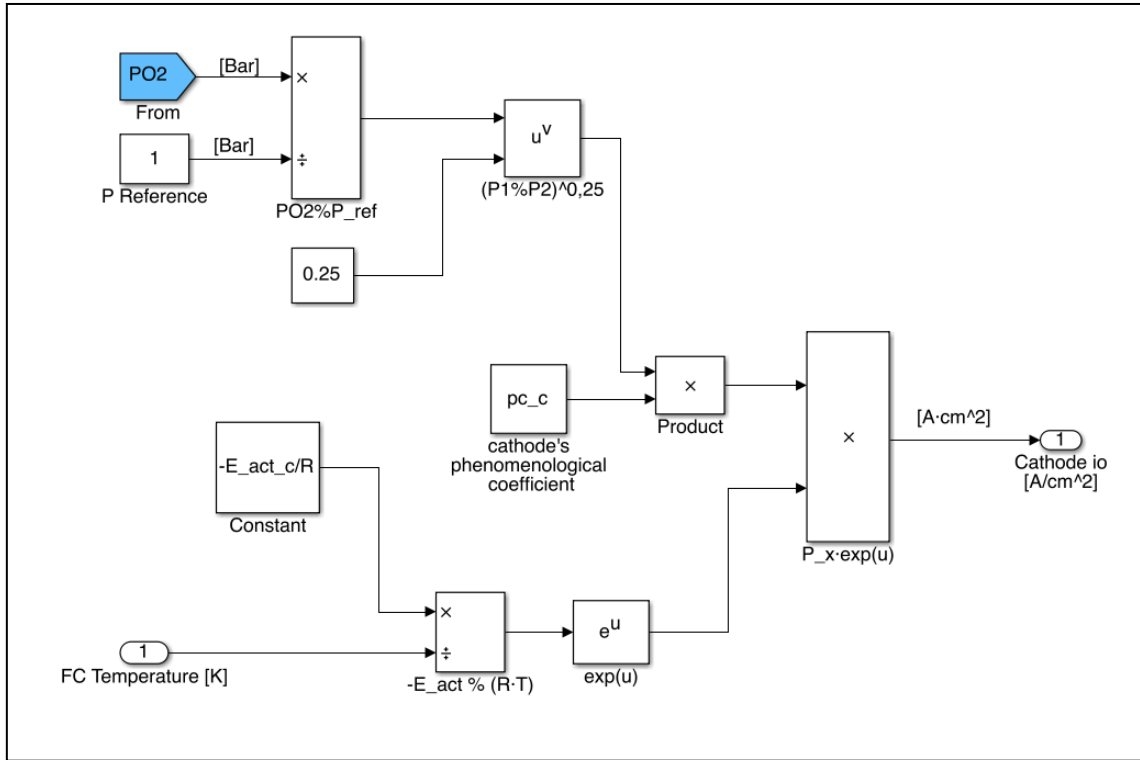 PO2
[Bar]
From
×
1
[Bar]
÷
P Reference
PO2%P_ref
u^v
(P1%P2)^0,25
0.25
pc_c
cathode's
phenomenological
coefficient
×
Product
×
P_x·exp(u)
[A·cm^2]
1
Cathode io
[A/cm^2]
-E_act_c/R
Constant
×
÷
-E_act % (R·T)
e^u
exp(u)
1
FC Temperature [K]